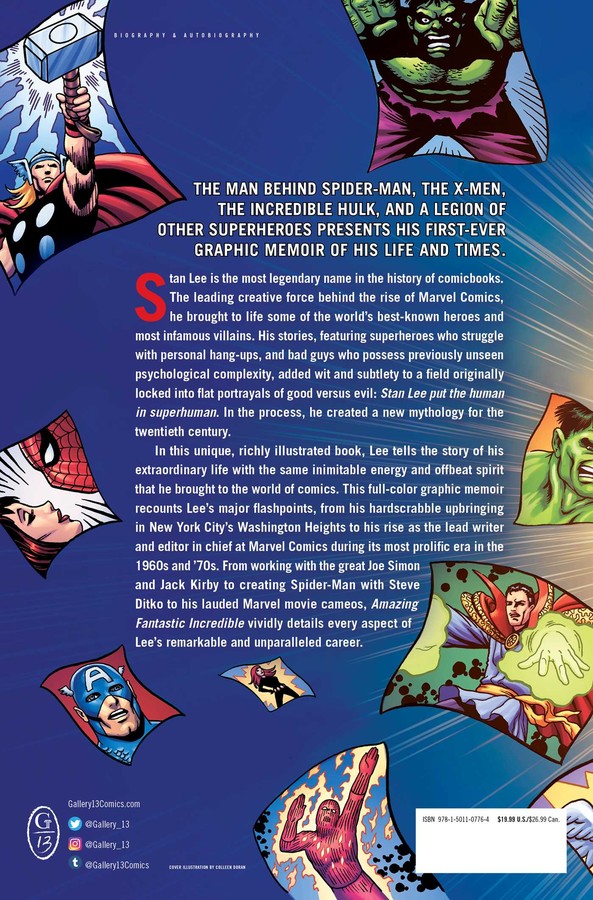 BIOGRAPHY & AUTOBIOGRAPHY
THE MAN BEHIND SPIDER-MAN, THE X-MEN,
THE INCREDIBLE HULK, AND A LEGION OF
OTHER SUPERHEROES PRESENTS HIS FIRST-EVER
GRAPHIC MEMOIR OF HIS LIFE AND TIMES.
Stan Lee is the most legendary name in the history of comicbooks.
The leading creative force behind the rise of Marvel Comics,
he brought to life some of the world's best-known heroes and
most infamous villains. His stories, featuring superheroes who struggle
with personal hang-ups, and bad guys who possess previously unseen
psychological complexity, added wit and subtlety to a field originally
locked into flat portrayals of good versus evil: Stan Lee put the human
in superhuman. In the process, he created a new mythology for the
twentieth century.
In this unique, richly illustrated book, Lee tells the story of his
extraordinary life with the same inimitable energy and offbeat spirit
that he brought to the world of comics. This full-color graphic memoir
recounts Lee's major flashpoints, from his hardscrabble upbringing
in New York City's Washington Heights to his rise as the lead writer
and editor in chief at Marvel Comics during its most prolific era in the
1960s and '70s. From working with the great Joe Simon
and Jack Kirby to creating Spider-Man with Steve
Ditko to his lauded Marvel movie cameos, Amazing
Fantastic Incredible vividly details every aspect of
Lee's remarkable and unparalleled career.
A
Gallery13Comics.com
G
13
@Gallery_13
@Gallery_13
t @Gallery13Comics
COVER ILLUSTRATION BY COLLEEN DORAN
ISBN 978-1-5011-0776-4 $19.99 U.S./$26.99 Can.